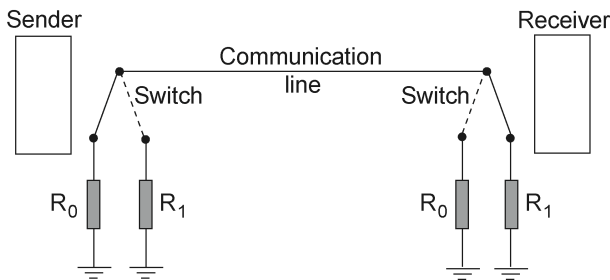 Sender
Receiver
Communication
line
Switch
Switch
R0
R1
R0
R1